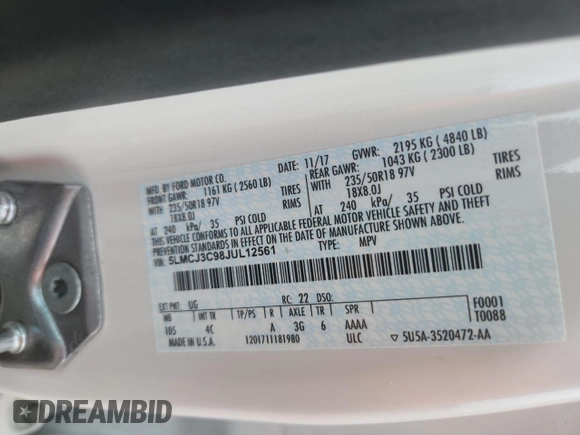 MFD. BY FORD MOTOR CO. DATE: 11/17 GVWR: 2195 KG ( 4840 LB)
FRONT GAWR: 1161 KG ( 2560 LB) REAR GAWR: 1043 KG ( 2300 LB)
WITH 235/50R18 97V TIRES WITH 235/50R18 97V TIRES
18X8.0J RIMS 18X8.0J RIMS
AT 240 kPa/ 35 PSI COLD AT 240 kPa/ 35 PSI COLD
THIS VEHICLE CONFORMS TO ALL APPLICABLE FEDERAL MOTOR VEHICLE SAFETY AND THEFT
PREVENTION STANDARDS IN EFFECT ON THE DATE OF MANUFACTURE SHOWN ABOVE.
VIN: 5LMCJ3C98JUL12561 TYPE: MPV
EXT PNT: UG RC: 22 DSO: F0001
WB TRIM TP/PS R AXLE TR SPR T0088
105 4C A 3G 6 AAAA
MADE IN U.S.A. 1201711181980 ULC ▽ 5U5A-3520472-AA
DREAMBID